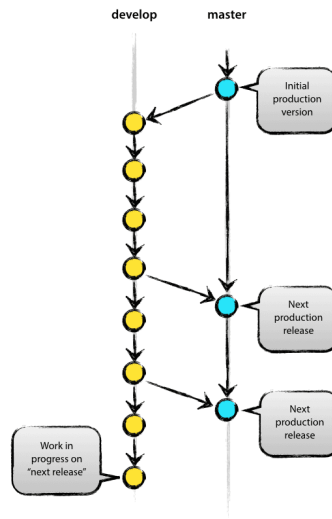 develop
master
Initial
production
version
Next
production
release
Next
production
release
Work in
progress on
“next release”